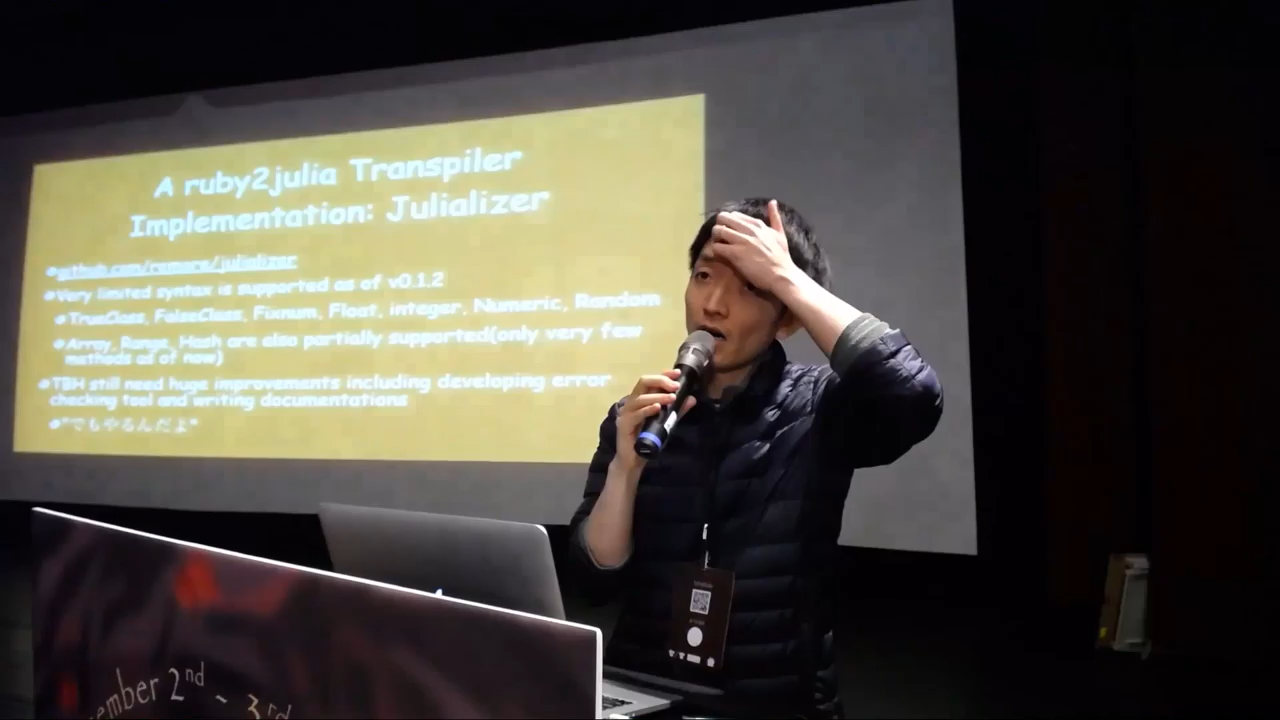 A ruby2julia Transpiler
Implementation: Julializer
github.com/remore/julializer
Very limited syntax is supported as of v0.1.2
TrueClass, FalseClass, Fixnum, Float, integer, Numeric, Random
Array, Range, Hash are also partially supported(only very few
methods as of now)
TBH still need huge improvements including developing error
checking tool and writing documentations
"でもやるんだよ"
ember 2nd ~ 3rd